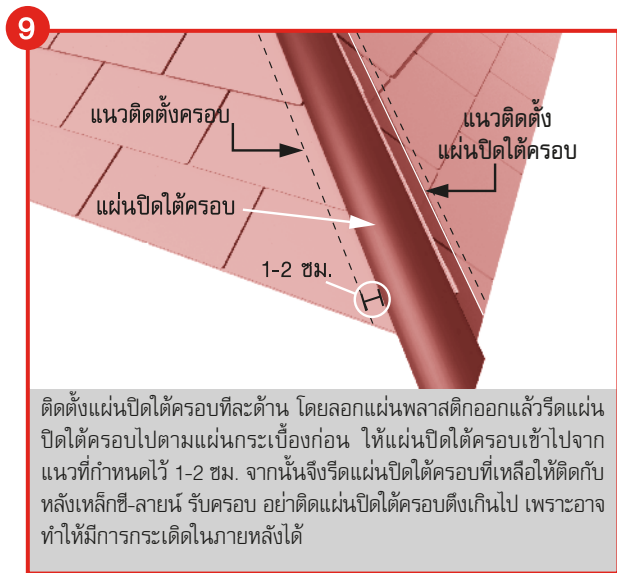 9
แนวติดตั้งครอบ
แนวติดตั้ง
แผ่นปิดใต้ครอบ
แผ่นปิดใต้ครอบ
1-2 ซม.
ติดตั้งแผ่นปิดใต้ครอบทีละด้าน โดยลอกแผ่นพลาสติกออกแล้วรีดแผ่น
ปิดใต้ครอบไปตามแผ่นกระเบื้องก่อน ให้แผ่นปิดใต้ครอบเข้าไปจาก
แนวที่กำหนดไว้ 1-2 ซม. จากนั้นจึงรีดแผ่นปิดใต้ครอบที่เหลือให้ติดกับ
หลังเหล็กซี-ลายน์ รับครอบ อย่าติดแผ่นปิดใต้ครอบตึงเกินไป เพราะอาจ
ทำให้มีการกระเดิดในภายหลังได้